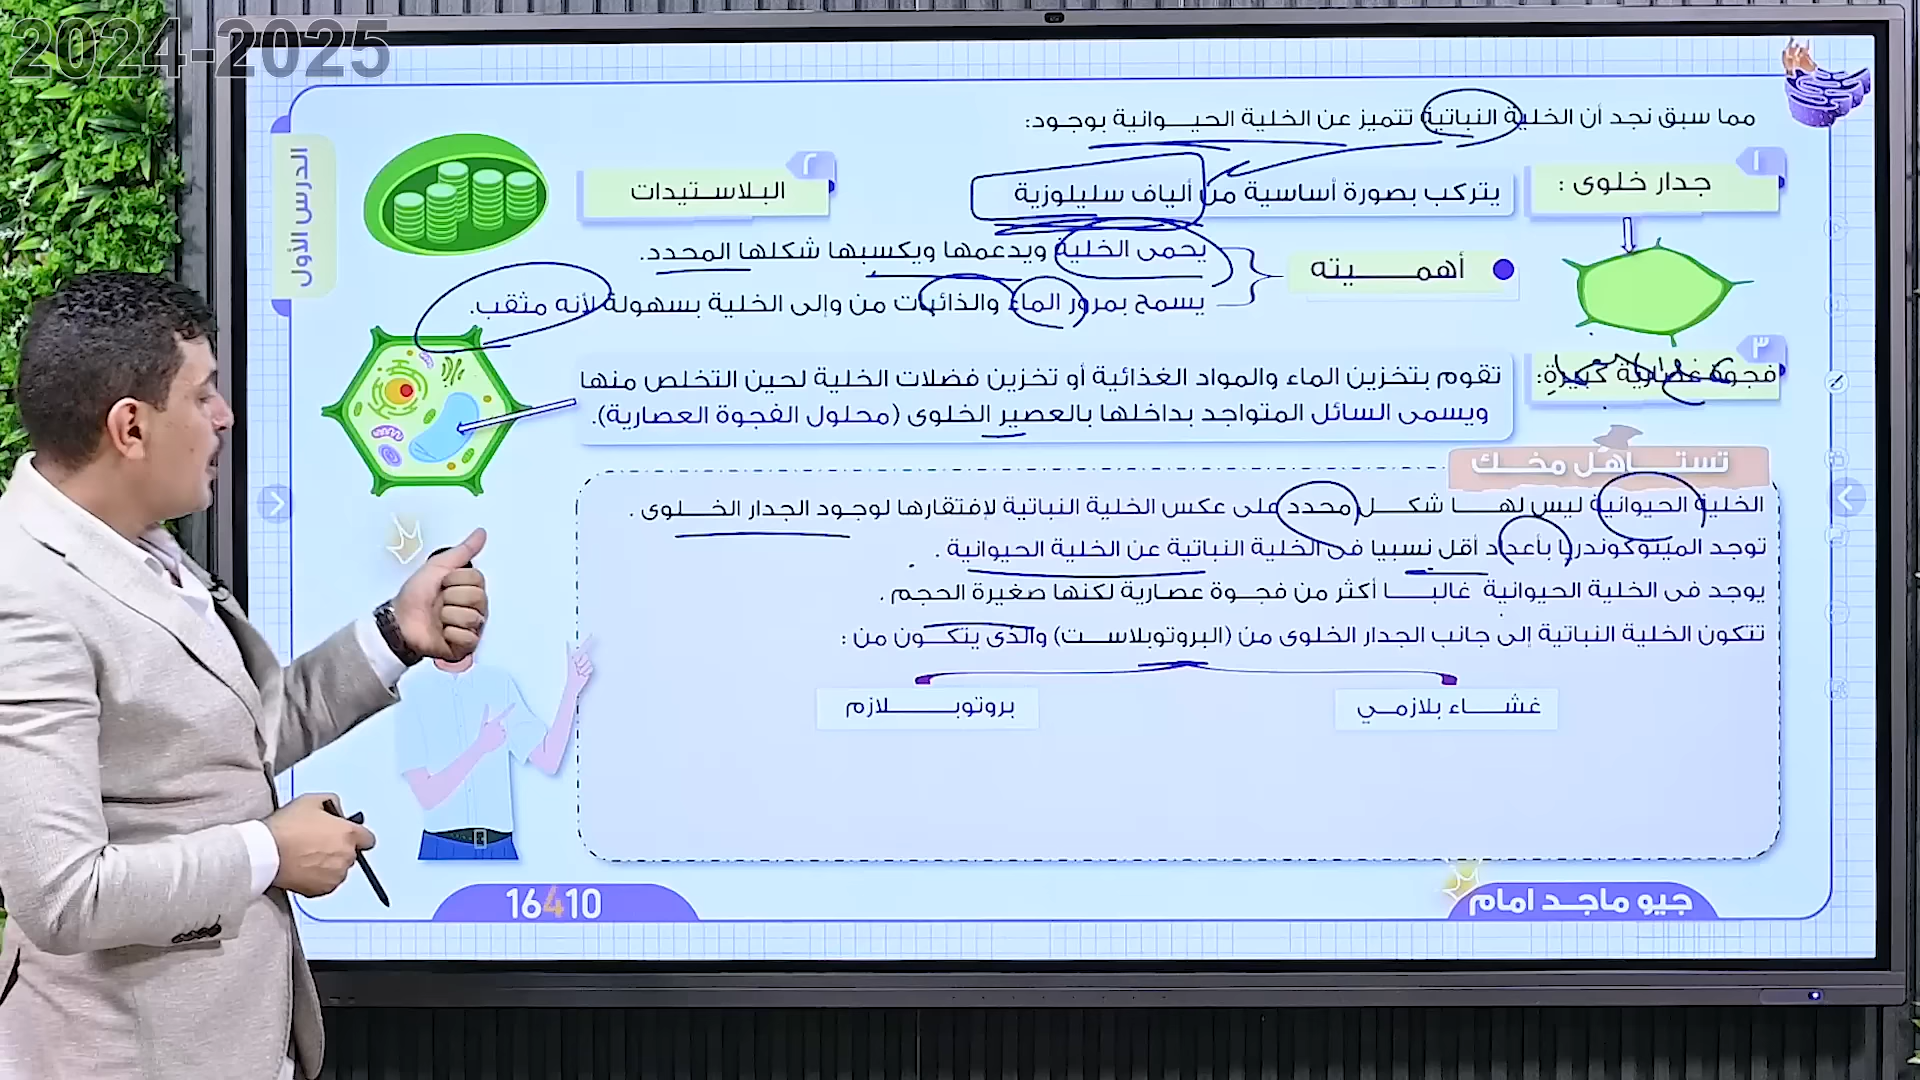 2024-2025
مما سبق نجد أن الخلية النباتية تتميز عن الخلية الحيـــوانية بوجود:
١
جدار خلوى :
يتركب بصورة أساسية من ألياف سليلوزية
٢
البلاســتيدات
الدرس الأول
أهمـــــيته
يحمى الخلية ويدعمها ويكسبها شكلها المحدد.
يسمح بمرور الماء والذائبات من وإلى الخلية بسهولة لأنه مثقب.
٣
فجوة عصارية كبيرة:
تقوم بتخزين الماء والمواد الغذائية أو تخزين فضلات الخلية لحين التخلص منها
ويسمى السائل المتواجد بداخلها بالعصير الخلوى (محلول الفجوة العصارية).
تستـــاهل مخـك
الخلية الحيوانية ليس لهـــا شكـــل محدد على عكس الخلية النباتية لإفتقارها لوجود الجدار الخـــلوى .
توجد الميتوكوندريا بأعداد أقل نسبيا فى الخلية النباتية عن الخلية الحيوانية .
يوجد فى الخلية الحيوانية غالبـــا أكثر من فجـوة عصارية لكنها صغيرة الحجم .
تتكون الخلية النباتية إلى جانب الجدار الخلوى من (البروتوبلاســت) والذى يتكـــون من :
غشـــاء بلازمـي
بروتوبـــــلازم
16410
جيو ماجـد امام